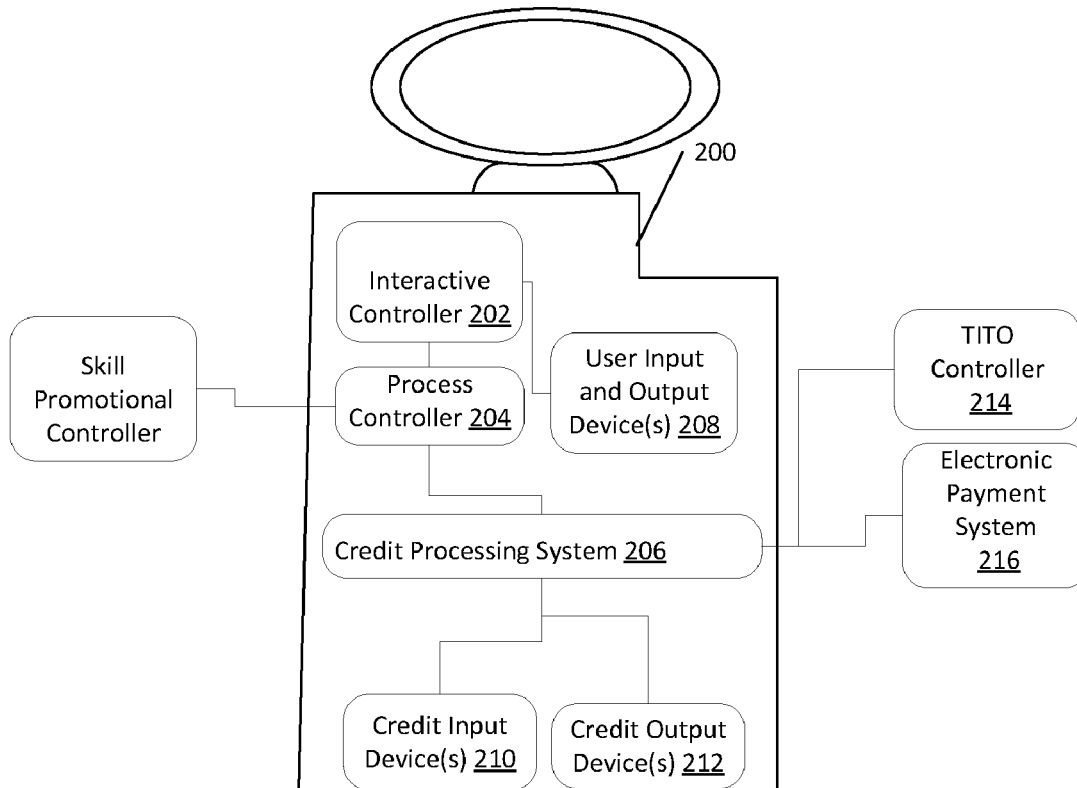 200
Interactive
Controller 202
User Input
and Output
Device(s) 208
Process
Controller 204
Skill
Promotional
Controller
TITO
Controller
214
Electronic
Payment
System
216
Credit Processing System 206
Credit Input
Device(s) 210
Credit Output
Device(s) 212